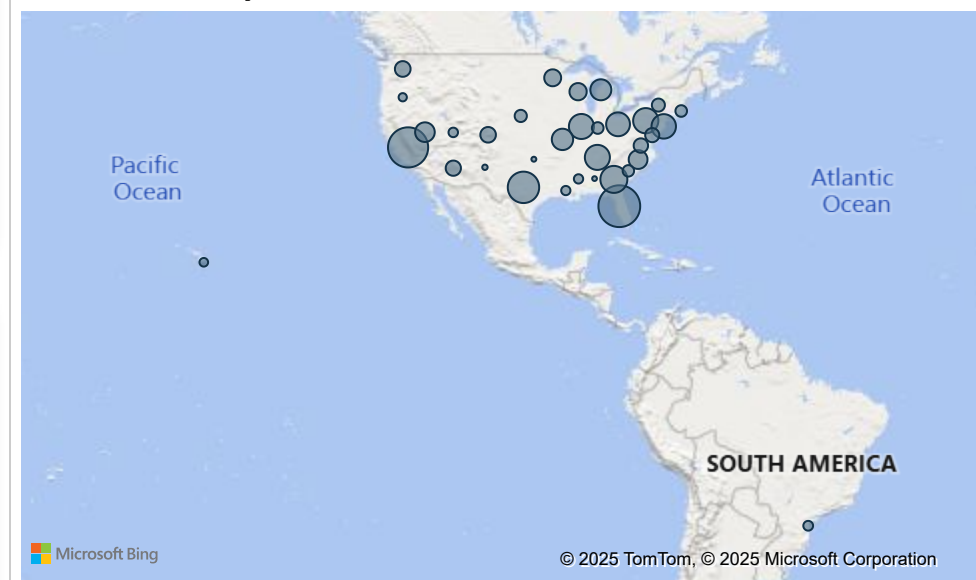 Pacific
Ocean
Atlantic
Ocean
SOUTH AMERICA
Microsoft Bing
© 2025 TomTom, © 2025 Microsoft Corporation